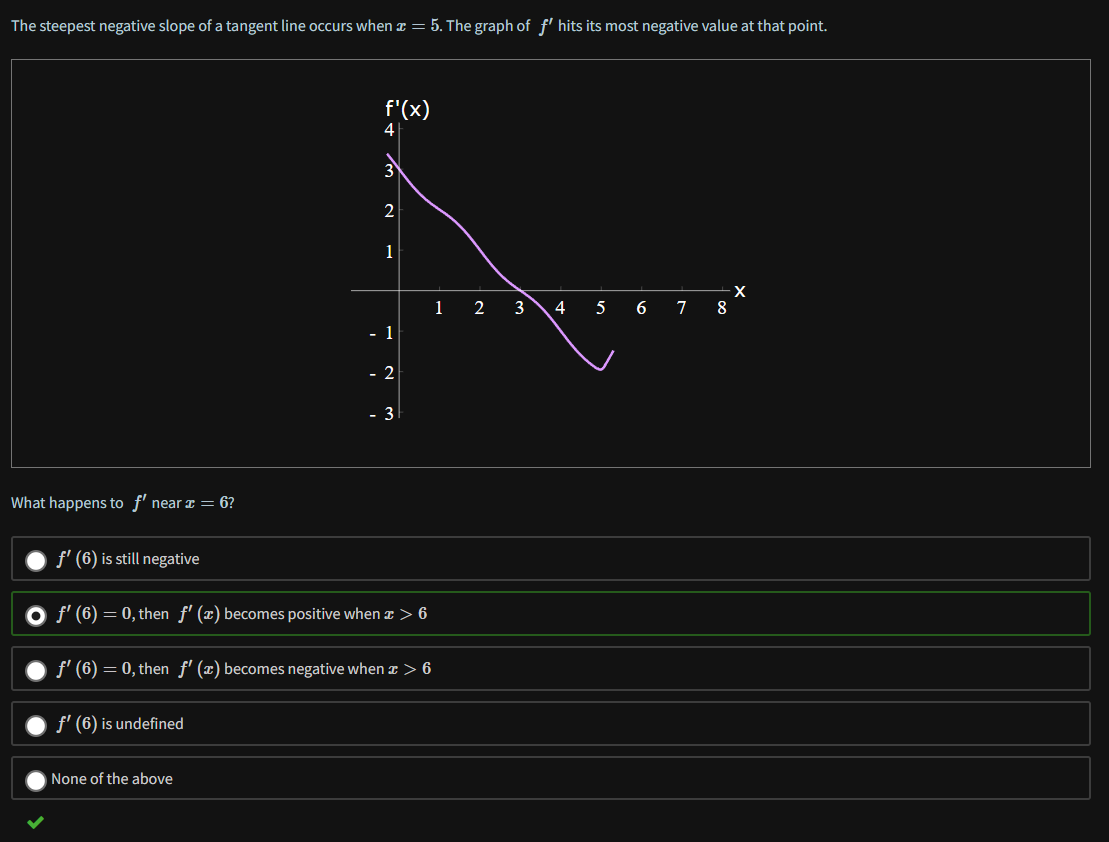 The steepest negative slope of a tangent line occurs when x = 5. The graph of f′ hits its most negative value at that point.
f'(x)
4
3
2
1
x
1 2 3 4 5 6 7 8
- 1
- 2
- 3
What happens to f′ near x = 6?
f′ (6) is still negative
f′ (6) = 0, then f′ (x) becomes positive when x > 6
f′ (6) = 0, then f′ (x) becomes negative when x > 6
f′ (6) is undefined
None of the above